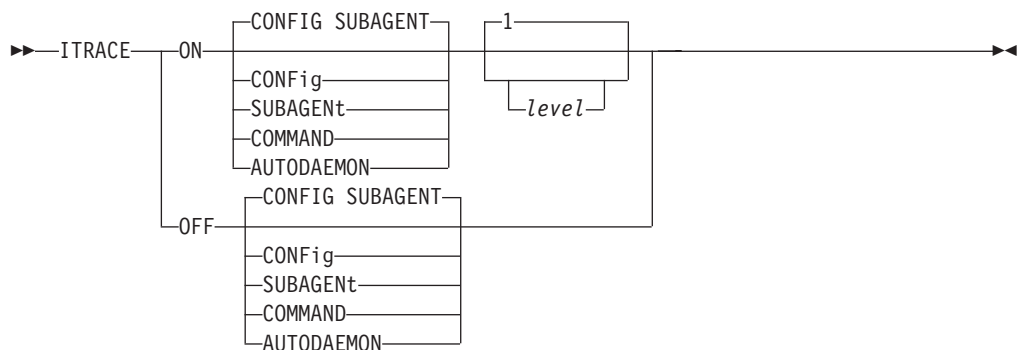 CONFIG SUBAGENT 1
ITRACE ON
CONFig
level
SUBAGENt
COMMAND
AUTODAEMON
CONFIG SUBAGENT
OFF
CONFig
SUBAGENt
COMMAND
AUTODAEMON